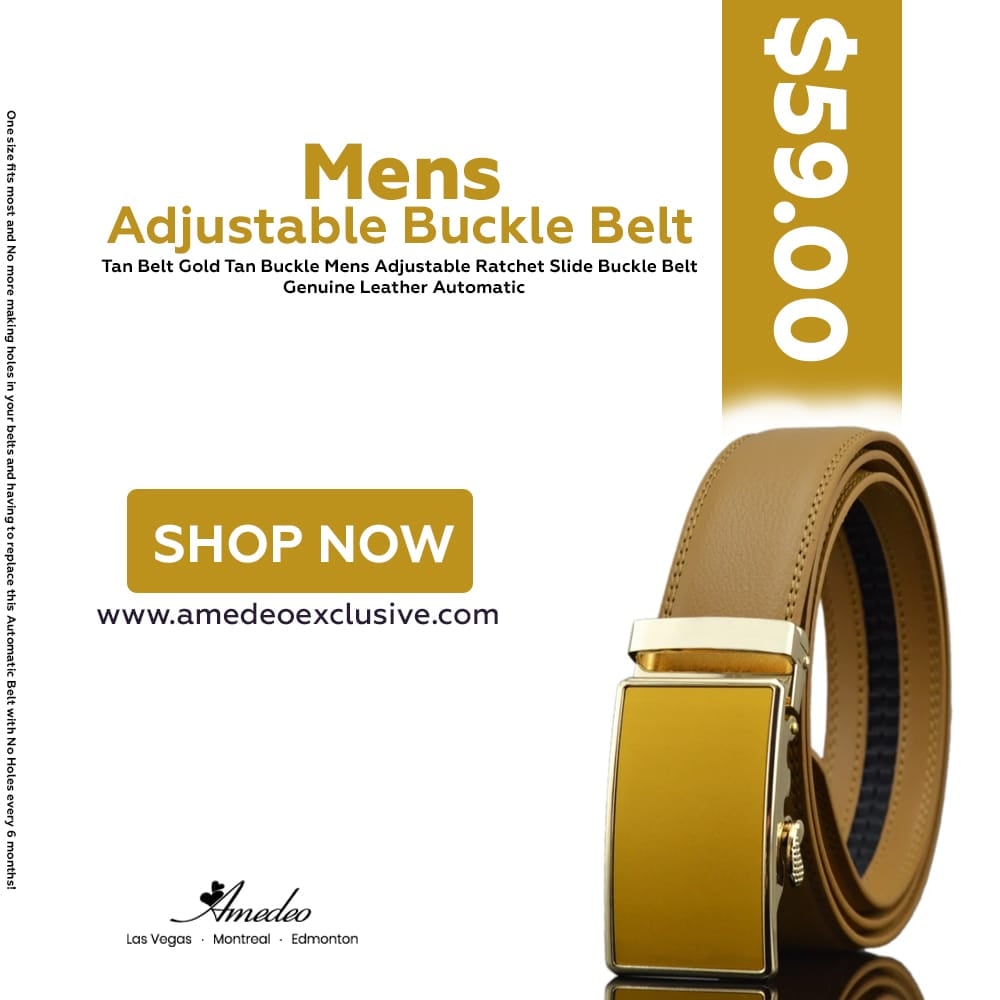 Mens
Adjustable Buckle Belt
Tan Belt Gold Tan Buckle Mens Adjustable Ratchet Slide Buckle Belt
Genuine Leather Automatic
$59.00
One size fits most and No more making holes in your belts and having to replace this Automatic Belt with No Holes every 6 months!
SHOP NOW
www.amedeoexclusive.com
Amedeo
Las Vegas · Montreal · Edmonton